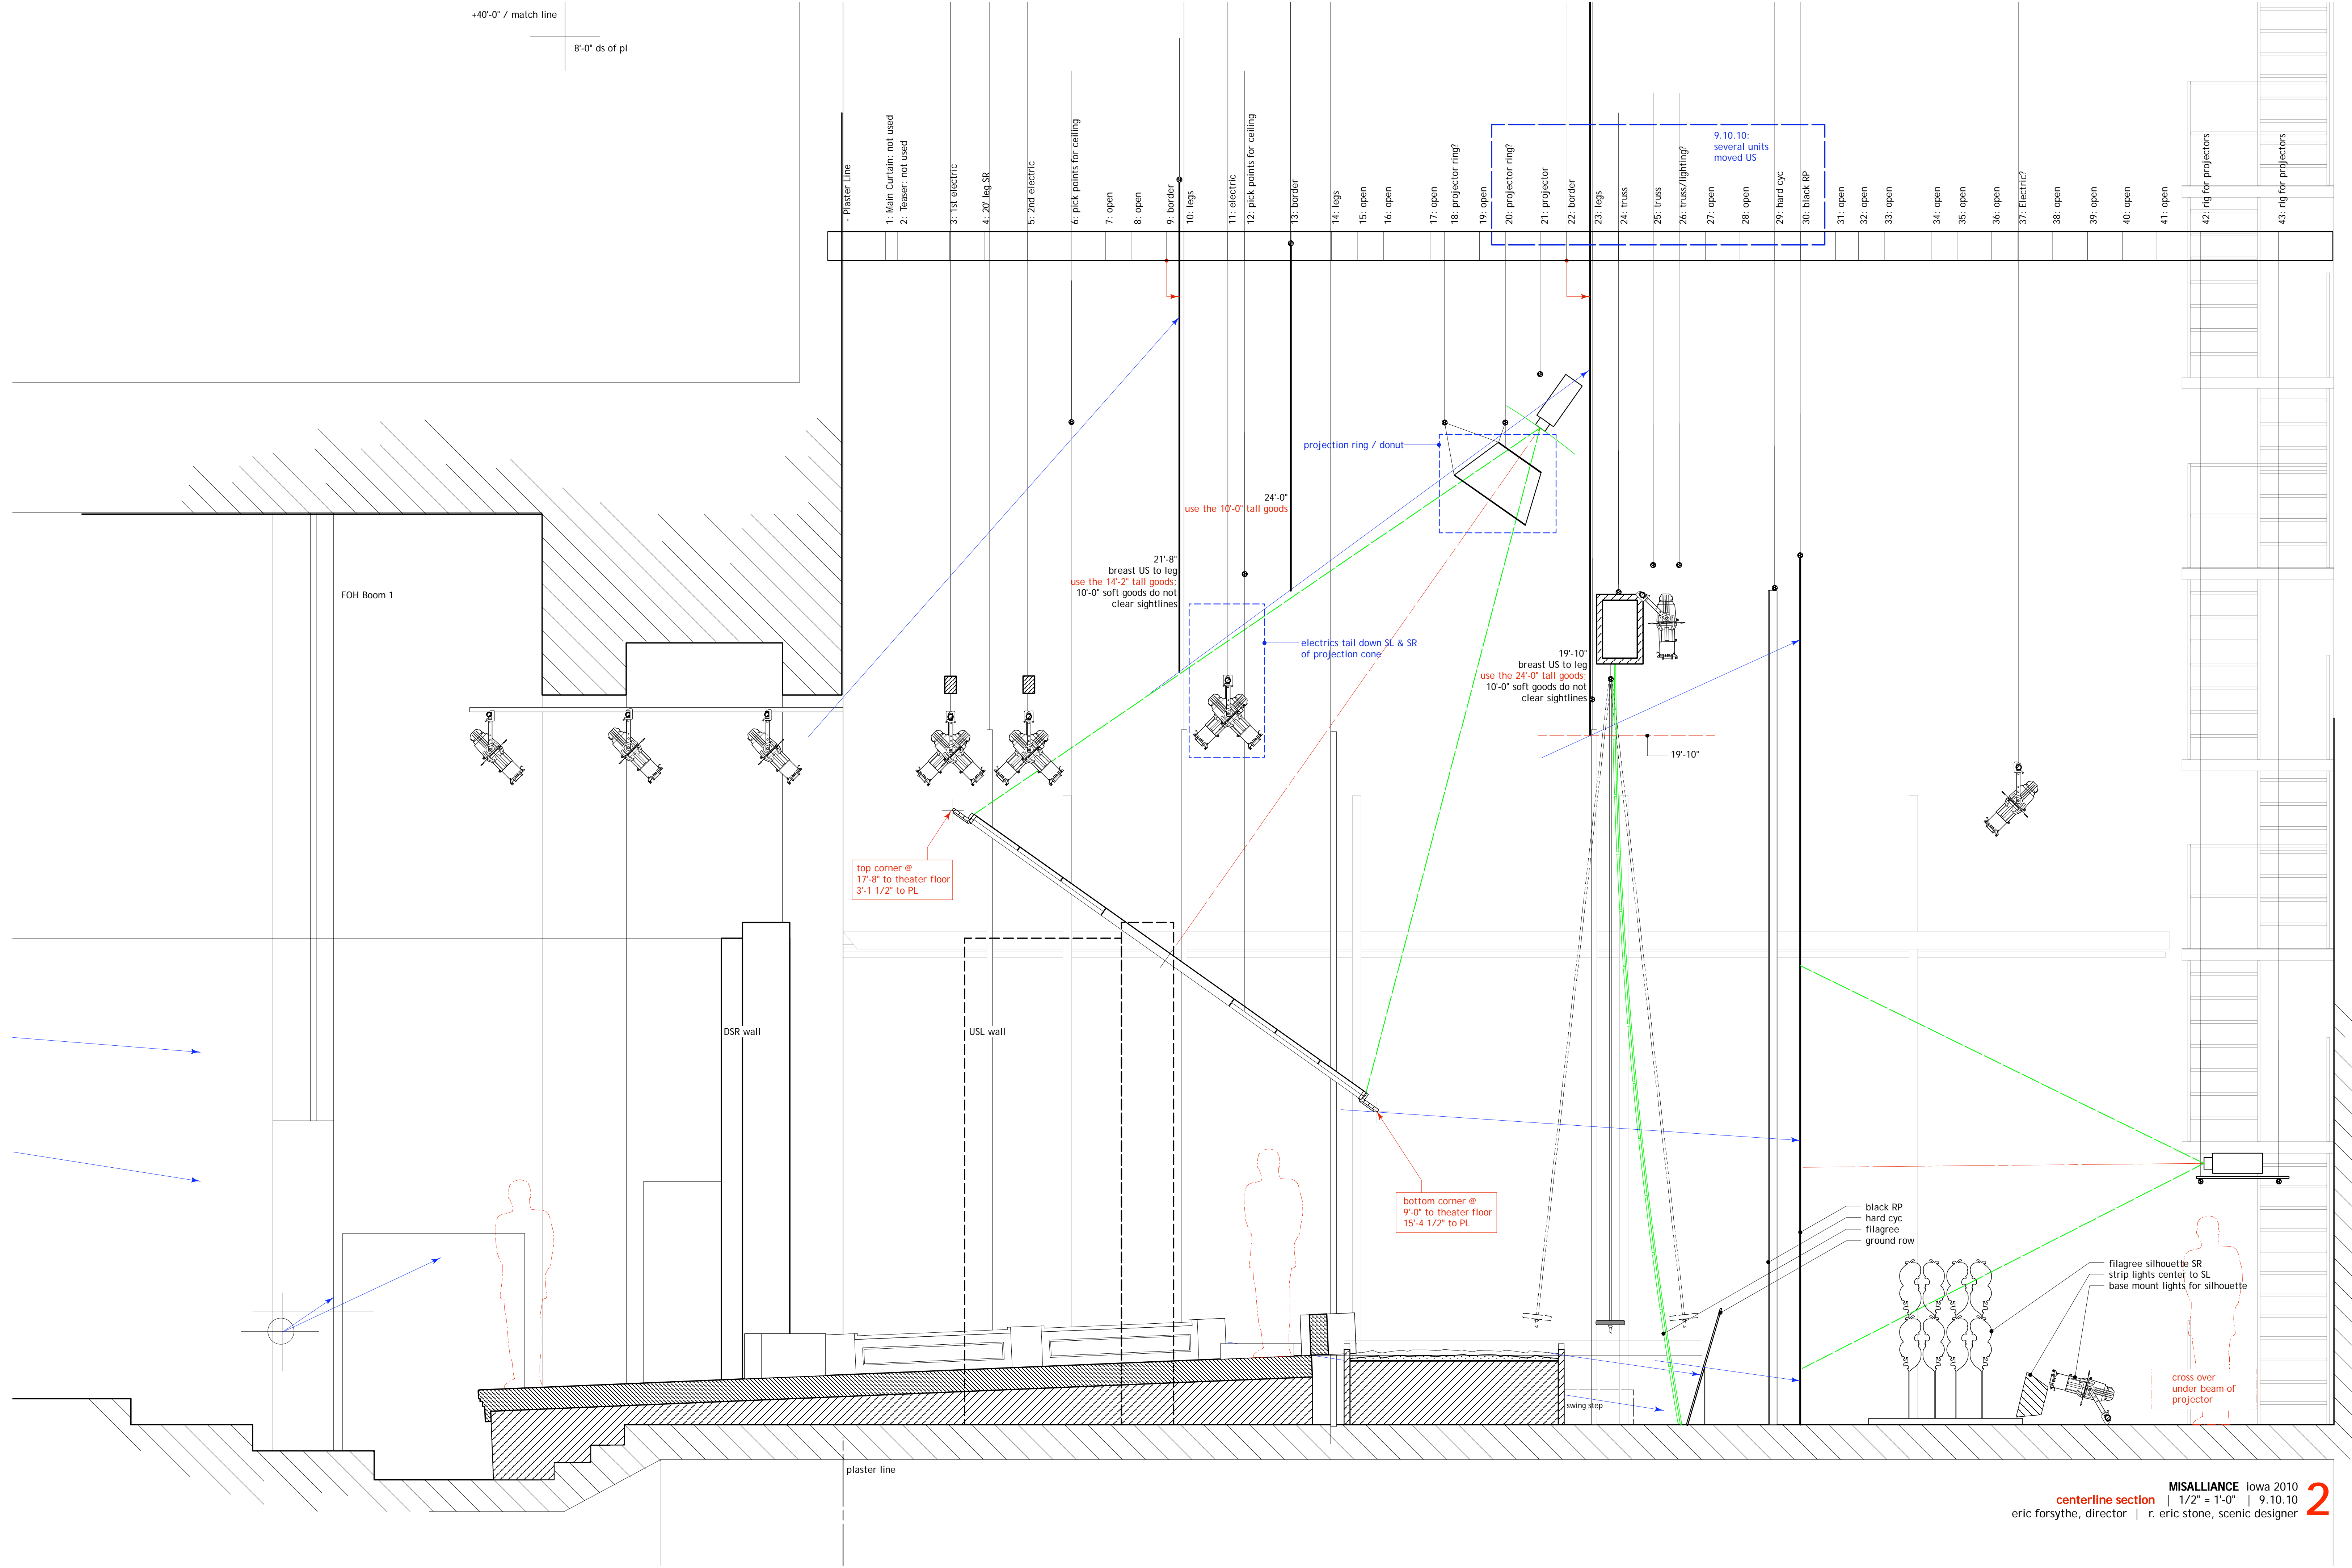 +40'-0" / match line
8'-0" ds of pl
- Plaster Line
1: Main Curtain: not used
2: Teaser: not used
3: 1st electric
4: 20' leg SR
5: 2nd electric
6: pick points for ceiling
7: open
8: open
9: border
10: legs
11: electric
12: pick points for ceiling
13: border
14: legs
15: open
16: open
17: open
18: projector ring?
19: open
20: projector ring?
21: projector
22: border
23: legs
24: truss
25: truss
26: truss/lighting?
27: open
28: open
29: hard cyc
30: black RP
31: open
32: open
33: open
34: open
35: open
36: open
37: Electric?
38: open
39: open
40: open
41: open
42: rig for projectors
43: rig for projectors
9.10.10:
several units
moved US
projection ring / donut
24'-0"
use the 10'-0" tall goods
21'-8"
breast US to leg
use the 14'-2" tall goods;
10'-0" soft goods do not
clear sightlines
FOH Boom 1
electrics tail down SL & SR
of projection cone
19'-10"
breast US to leg
use the 24'-0" tall goods;
10'-0" soft goods do not
clear sightlines
19'-10"
top corner @
17'-8" to theater floor
3'-1 1/2" to PL
DSR wall
USL wall
bottom corner @
9'-0" to theater floor
15'-4 1/2" to PL
black RP
hard cyc
filagree
ground row
filagree silhouette SR
strip lights center to SL
base mount lights for silhouette
cross over
under beam of
projector
swing step
plaster line
MISALLIANCE iowa 2010
centerline section | 1/2" = 1'-0" | 9.10.10
eric forsythe, director | r. eric stone, scenic designer
2